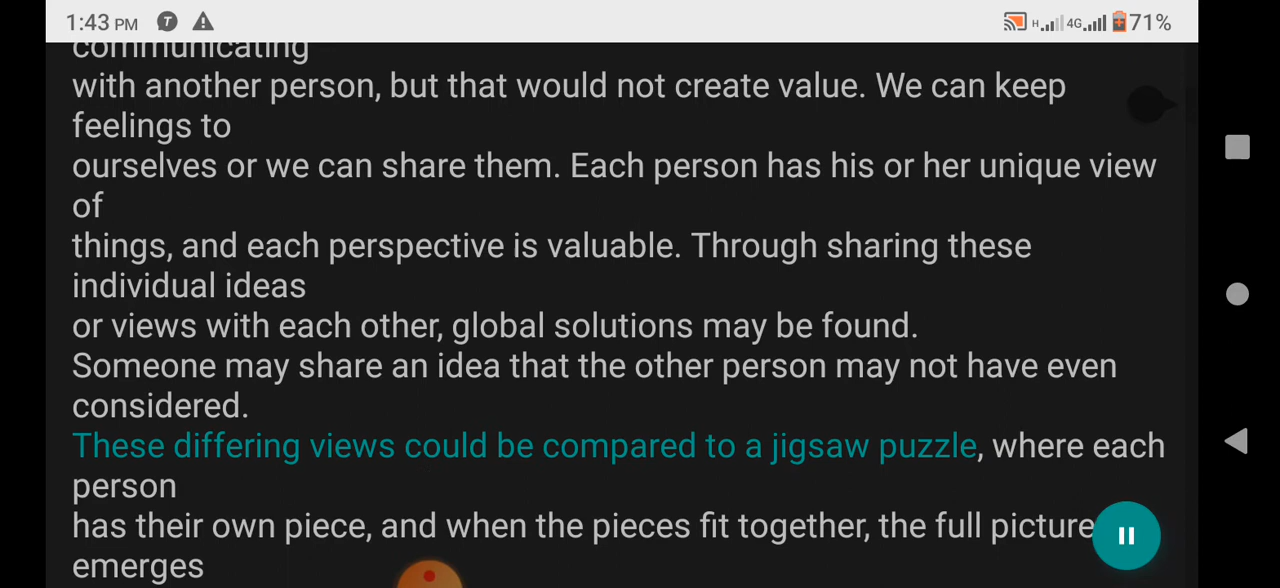 1:43 PM
H 4G 71%
communicating
with another person, but that would not create value. We can keep
feelings to
ourselves or we can share them. Each person has his or her unique view
of
things, and each perspective is valuable. Through sharing these
individual ideas
or views with each other, global solutions may be found.
Someone may share an idea that the other person may not have even
considered.
These differing views could be compared to a jigsaw puzzle, where each
person
has their own piece, and when the pieces fit together, the full picture
emerges